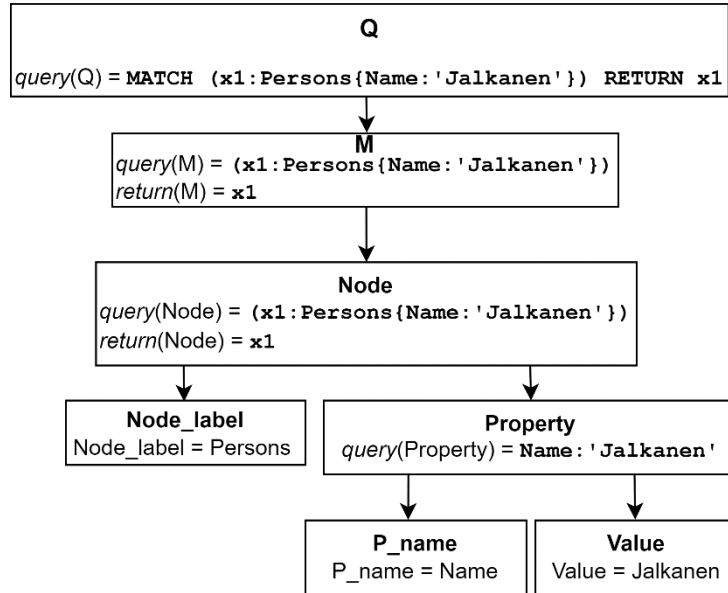 Q
query(Q) = MATCH (x1:Persons{Name:'Jalkanen'}) RETURN x1
M
query(M) = (x1:Persons{Name:'Jalkanen'})
return(M) = x1
Node
query(Node) = (x1:Persons{Name:'Jalkanen'})
return(Node) = x1
Node_label
Node_label = Persons
Property
query(Property) = Name:'Jalkanen'
P_name
P_name = Name
Value
Value = Jalkanen